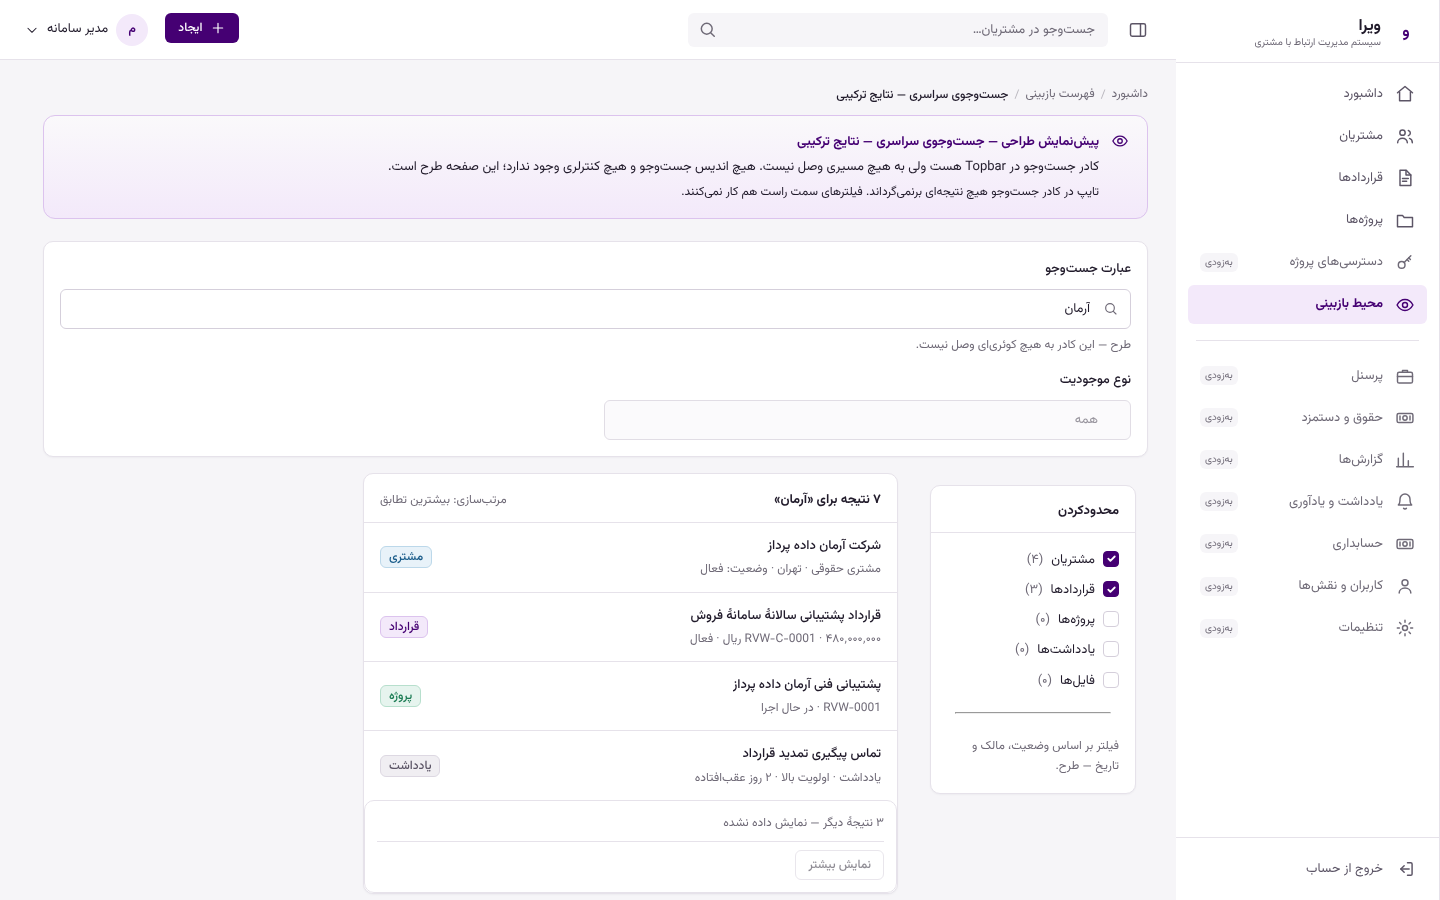 و
ویرا
سیستم مدیریت ارتباط با مشتری
داشبورد
مشتریان
قراردادها
پروژه‌ها
دسترسی‌های پروژه
به‌زودی
محیط بازبینی
پرسنل
به‌زودی
حقوق و دستمزد
به‌زودی
گزارش‌ها
به‌زودی
یادداشت و یادآوری
به‌زودی
حسابداری
به‌زودی
کاربران و نقش‌ها
به‌زودی
تنظیمات
به‌زودی
خروج از حساب
جست‌وجو در مشتریان...
ایجاد
م
مدیر سامانه
داشبورد / فهرست بازبینی / جست‌وجوی سراسری — نتایج ترکیبی
پیش‌نمایش طراحی — جست‌وجوی سراسری — نتایج ترکیبی
کادر جست‌وجو در Topbar هست ولی به هیچ مسیری وصل نیست. هیچ اندیس جست‌وجو و هیچ کنترلری وجود ندارد؛ این صفحه طرح است.
تایپ در کادر جست‌وجو هیچ نتیجه‌ای برنمی‌گرداند. فیلترهای سمت راست هم کار نمی‌کنند.
عبارت جست‌وجو
آرمان
طرح — این کادر به هیچ کوئری‌ای وصل نیست.
نوع موجودیت
همه
محدودکردن
مشتریان (۴)
قراردادها (۳)
پروژه‌ها (۰)
یادداشت‌ها (۰)
فایل‌ها (۰)
فیلتر بر اساس وضعیت، مالک و
تاریخ — طرح.
۷ نتیجه برای «آرمان»
مرتب‌سازی: بیشترین تطابق
شرکت آرمان داده پرداز
مشتری حقوقی · تهران · وضعیت: فعال
مشتری
قرارداد پشتیبانی سالانهٔ سامانهٔ فروش
RVW-C-0001 · ۴۸۰,۰۰۰,۰۰۰ ریال · فعال
قرارداد
پشتیبانی فنی آرمان داده پرداز
RVW-0001 · در حال اجرا
پروژه
تماس پیگیری تمدید قرارداد
یادداشت · اولویت بالا · ۲ روز عقب‌افتاده
یادداشت
۳ نتیجهٔ دیگر — نمایش داده نشده
نمایش بیشتر